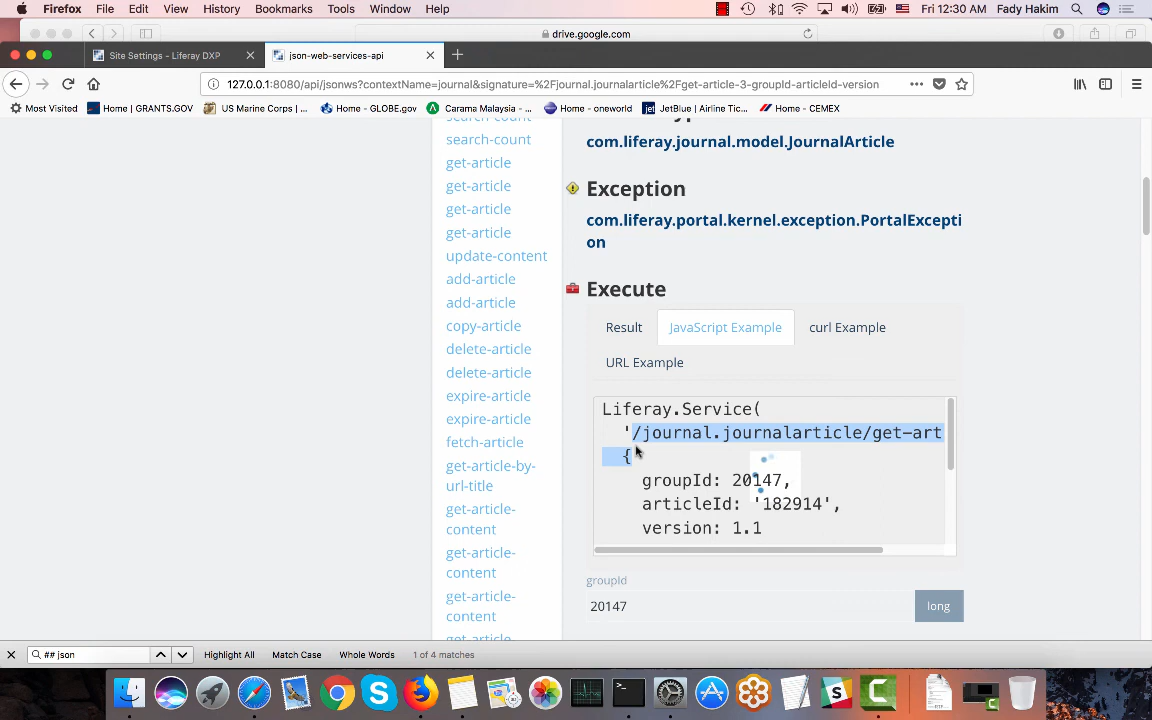 Firefox File Edit View History Bookmarks Tools Window Help Fri 12:30 AM Fady Hakim
drive.google.com
Site Settings - Liferay DXP
json-web-services-api
127.0.0.1:8080/api/jsonws?contextName=journal&signature=%2Fjournal.journalarticle%2Fget-article-3-groupId-articleId-version
Most Visited
Home | GRANTS.GOV
US Marine Corps | ...
Home – GLOBE.gov
Carama Malaysia - ...
Home - oneworld
jetBlue | Airline Tic...
Home – CEMEX
search-count
search-count
get-article
get-article
get-article
get-article
update-content
add-article
add-article
copy-article
delete-article
delete-article
expire-article
expire-article
fetch-article
get-article-by-
url-title
get-article-
content
get-article-
content
get-article-
content
com.liferay.journal.model.JournalArticle
Exception
com.liferay.portal.kernel.exception.PortalExcepti
on
Execute
Result
JavaScript Example
curl Example
URL Example
Liferay.Service(
'/journal.journalarticle/get-art
{
groupId: 20147,
articleId: '182914',
version: 1.1
groupId
20147
long
## json
Highlight All
Match Case
Whole Words
1 of 4 matches